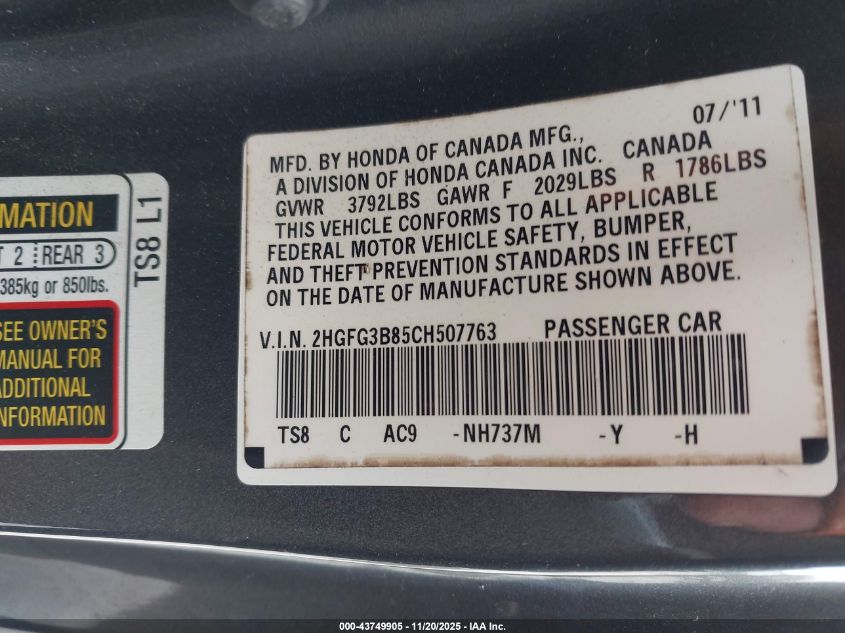 MATION
T 2 REAR 3
385kg or 850lbs.
SEE OWNER'S
MANUAL FOR
ADDITIONAL
INFORMATION
TS8 L1
07/'11
MFD. BY HONDA OF CANADA MFG.,
A DIVISION OF HONDA CANADA INC. CANADA
GVWR 3792LBS GAWR F 2029LBS R 1786LBS
THIS VEHICLE CONFORMS TO ALL APPLICABLE
FEDERAL MOTOR VEHICLE SAFETY, BUMPER,
AND THEFT PREVENTION STANDARDS IN EFFECT
ON THE DATE OF MANUFACTURE SHOWN ABOVE.
V.I.N. 2HGFG3B85CH507763 PASSENGER CAR
TS8 C AC9 -NH737M -Y -H
000-43749905 - 11/20/2025 - IAA Inc.